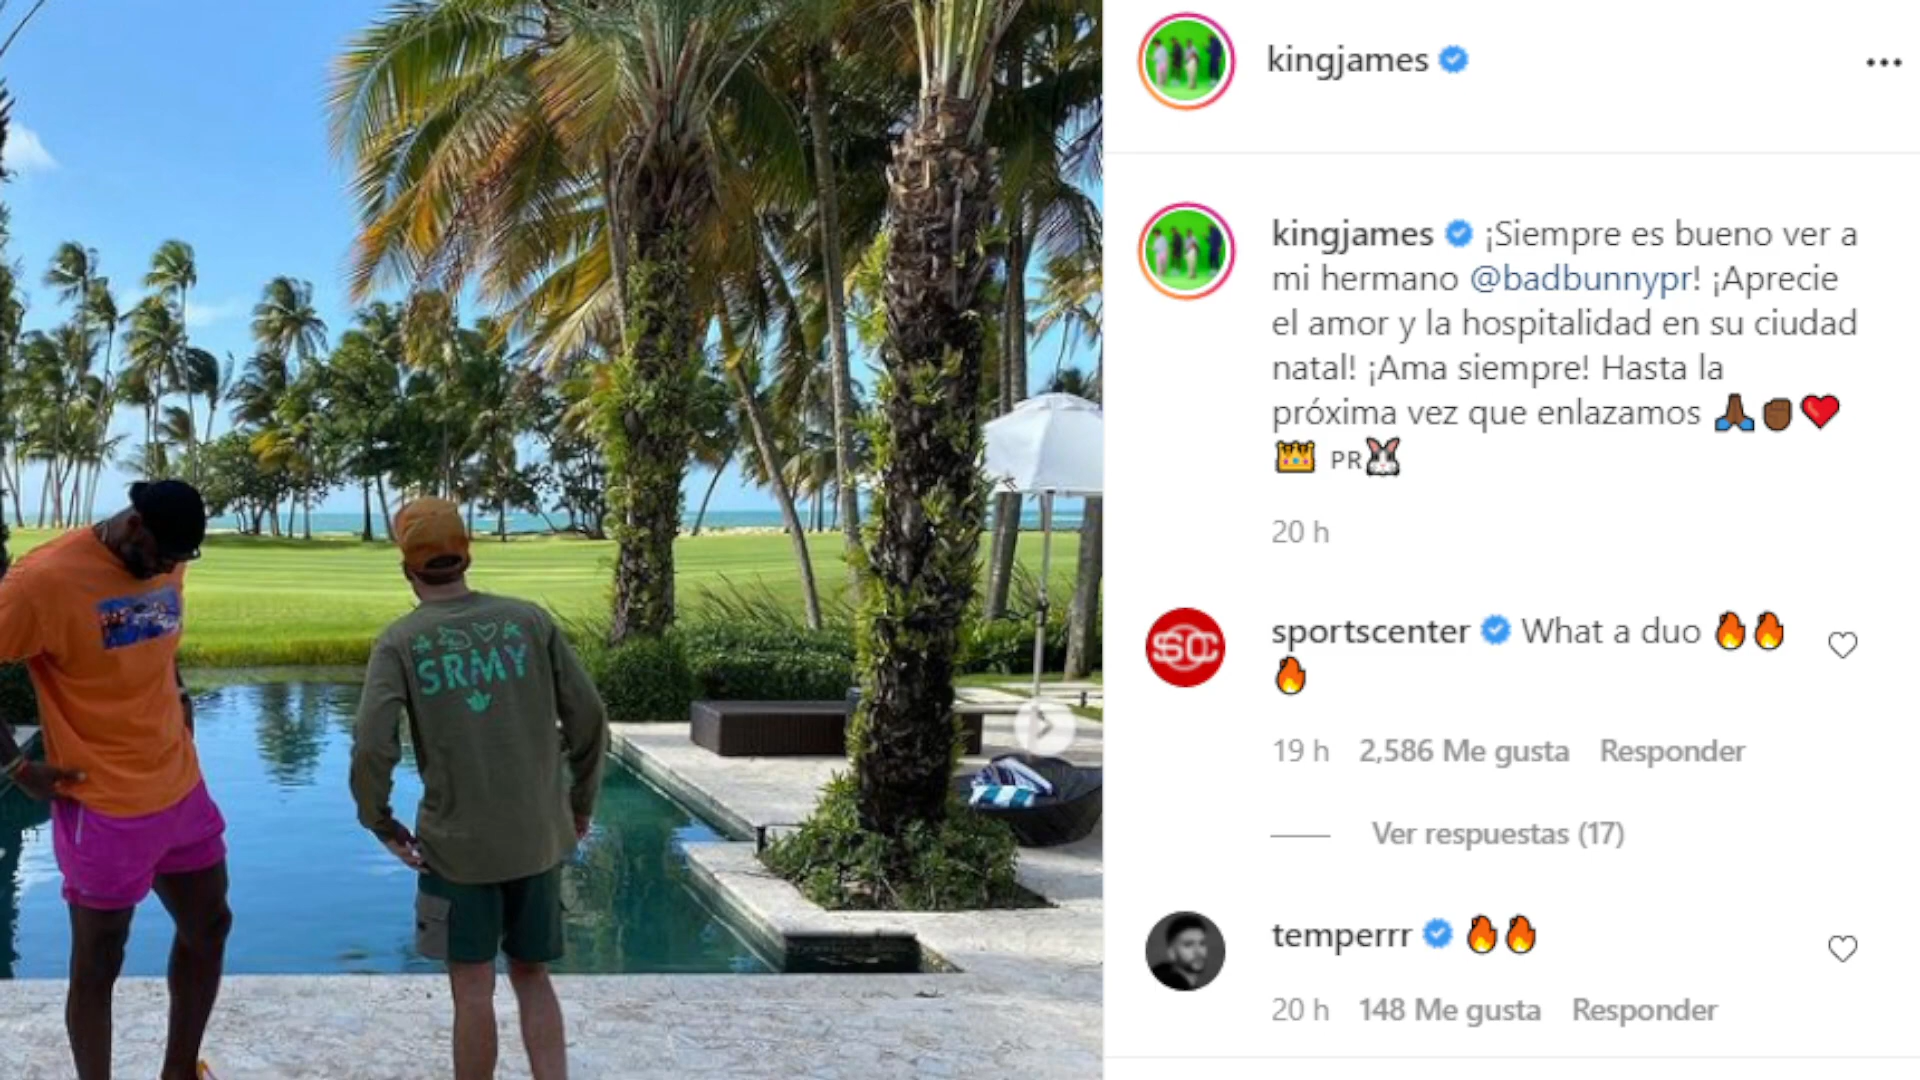 kingjames
kingjames ¡Siempre es bueno ver a
mi hermano @badbunnypr! ¡Aprecie
el amor y la hospitalidad en su ciudad
natal! ¡Ama siempre! Hasta la
próxima vez que enlazamos 🙏🏾✊🏾❤️
👑 PR🐰
20 h
SC
sportscenter What a duo 🔥🔥
🔥
19 h 2,586 Me gusta Responder
Ver respuestas (17)
temperrr 🔥🔥
20 h 148 Me gusta Responder
SRMY